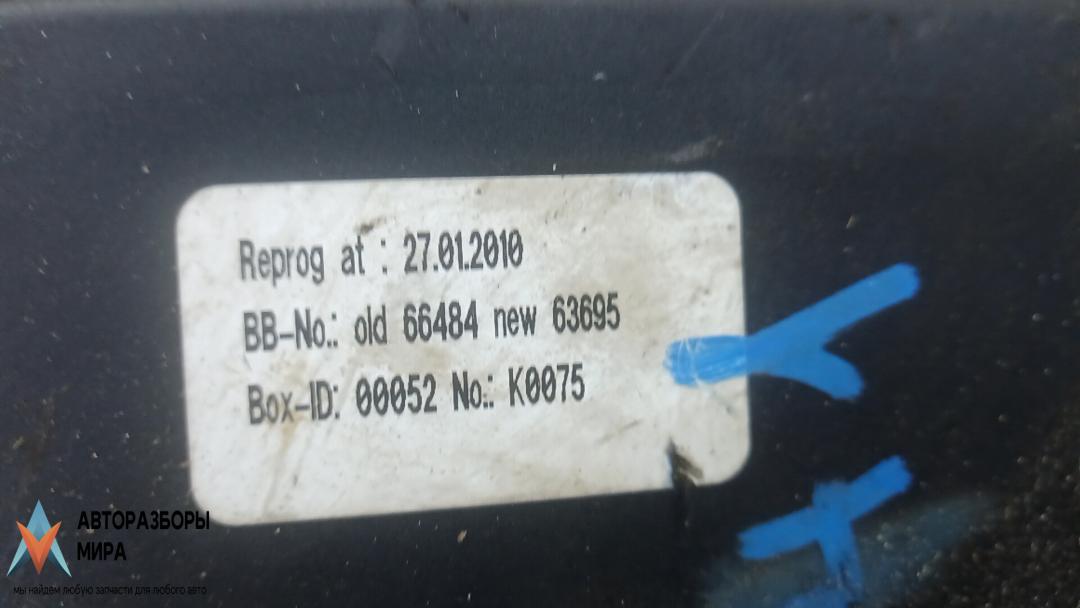 Reprog at : 27.01.2010
BB-No.: old 66484 new 63695
Box-ID: 00052 No.: K0075
АВТОРАЗБОРЫ
МИРА
мы найдем любую запчасти для любого авто